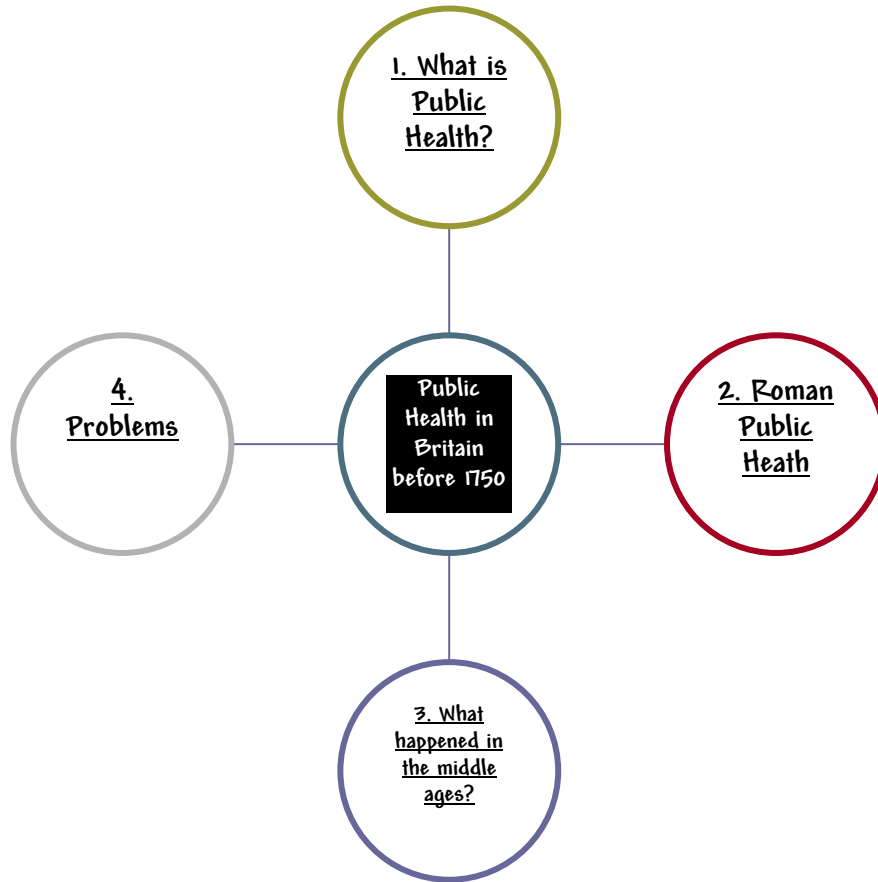 1. What is
Public
Health?
4.
Problems
Public
Health in
Britain
before 1750
2. Roman
Public
Heath
3. What
happened in
the middle
ages?